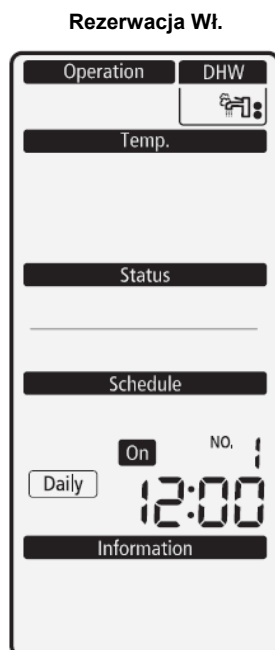 Rezerwacja Wł.
Operation DHW
Temp.
Status
Schedule
On NO. 1
Daily 12:00
Information